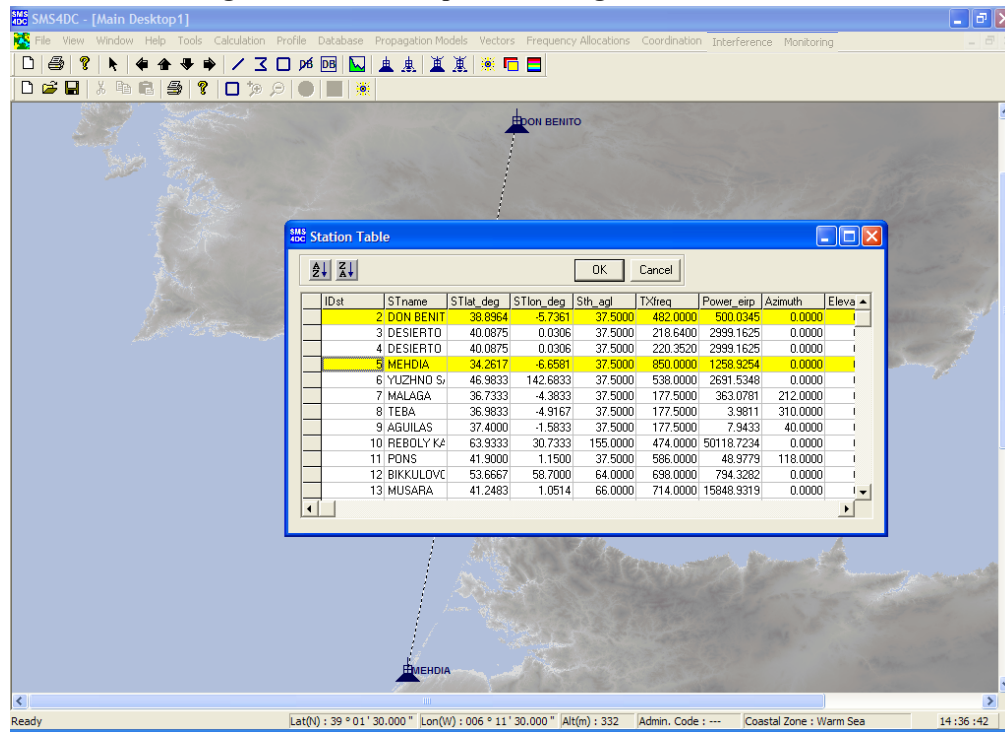 SMS4DC - [Main Desktop1]
File View Window Help Tools Calculation Profile Database Propagation Models Vectors Frequency Allocations Coordination Interference Monitoring
DON BENITO
Station Table
OK Cancel
IDst STname STlat_deg STlon_deg Sth_agl TXfreq Power_eirp Azimuth Eleva
2 DON BENIT 38.8964 -5.7361 37.5000 482.0000 500.0345 0.0000
3 DESIERTO 40.0875 0.0306 37.5000 218.6400 2999.1625 0.0000
4 DESIERTO 40.0875 0.0306 37.5000 220.3520 2999.1625 0.0000
5 MEHDIA 34.2617 -6.6581 37.5000 850.0000 1258.9254 0.0000
6 YUZHNO S 46.9833 142.6833 37.5000 538.0000 2691.5348 0.0000
7 MALAGA 36.7333 -4.3833 37.5000 177.5000 363.0781 212.0000
8 TEBA 36.9833 -4.9167 37.5000 177.5000 3.9811 310.0000
9 AGUILAS 37.4000 -1.5833 37.5000 177.5000 7.9433 40.0000
10 REBOLY KA 63.9333 30.7333 155.0000 474.0000 50118.7234 0.0000
11 PONS 41.9000 1.1500 37.5000 586.0000 48.9779 118.0000
12 BIKKULOVC 53.6667 58.7000 64.0000 698.0000 794.3282 0.0000
13 MUSARA 41.2483 1.0514 66.0000 714.0000 15848.9319 0.0000
MEHDIA
Ready Lat(N) : 39 ° 01 ' 30.000 " Lon(W) : 006 ° 11 ' 30.000 " Alt(m) : 332 Admin. Code : --- Coastal Zone : Warm Sea 14:36:42